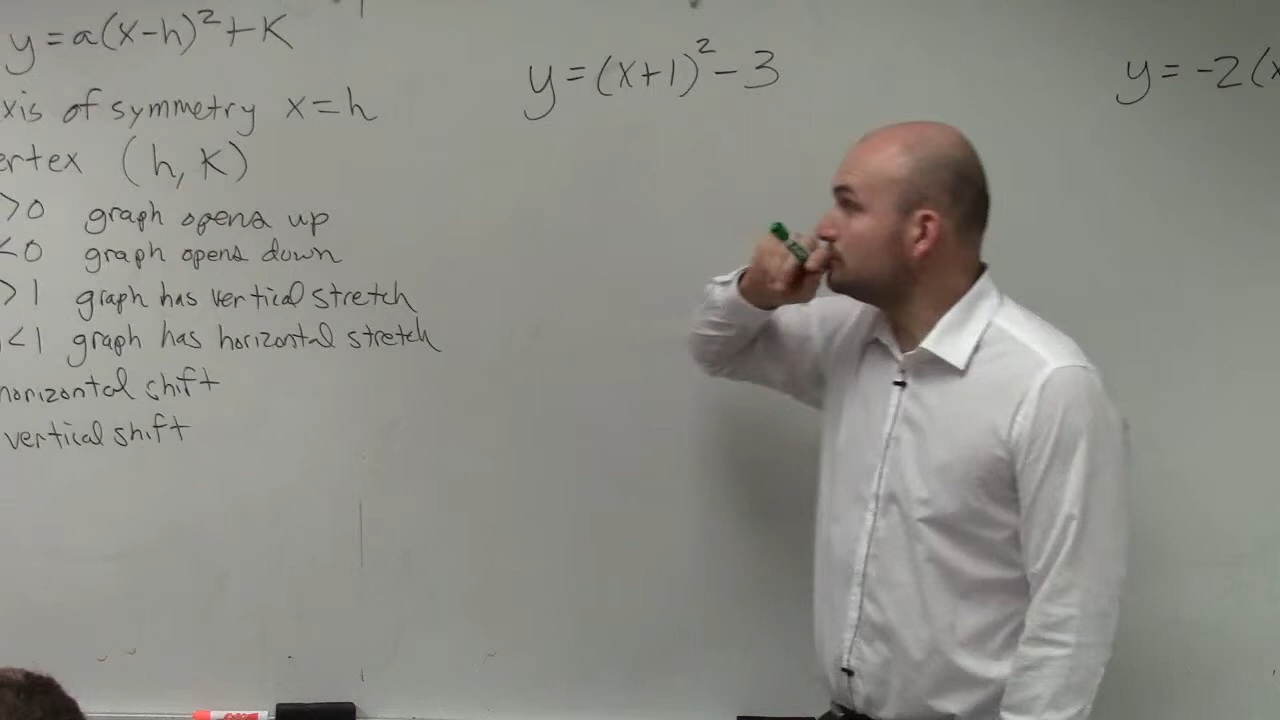 y=a(x-h)²+K
xis of symmetry x=h
ertex (h, K)
>0 graph opens up
<0 graph opens down
>1 graph has vertical stretch
<1 graph has horizontal stretch
horizontal shift
vertical shift
y=(x+1)²-3
y=-2(x